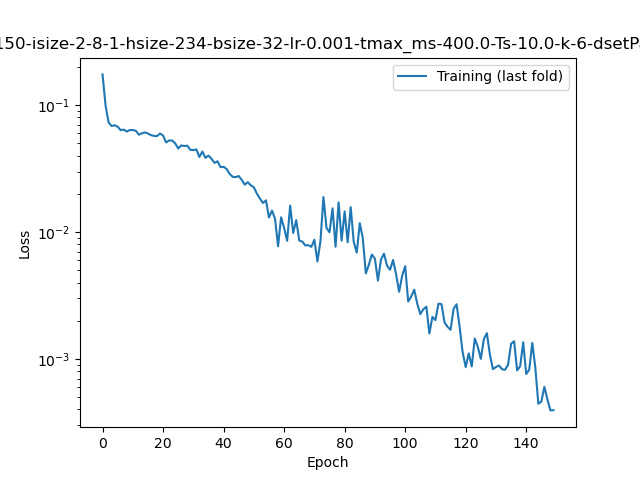 150-isize-2-8-1-hsize-234-bsize-32-lr-0.001-tmax_ms-400.0-Ts-10.0-k-6-dsetP
Training (last fold)
Loss
10⁻¹
10⁻²
10⁻³
0 20 40 60 80 100 120 140
Epoch